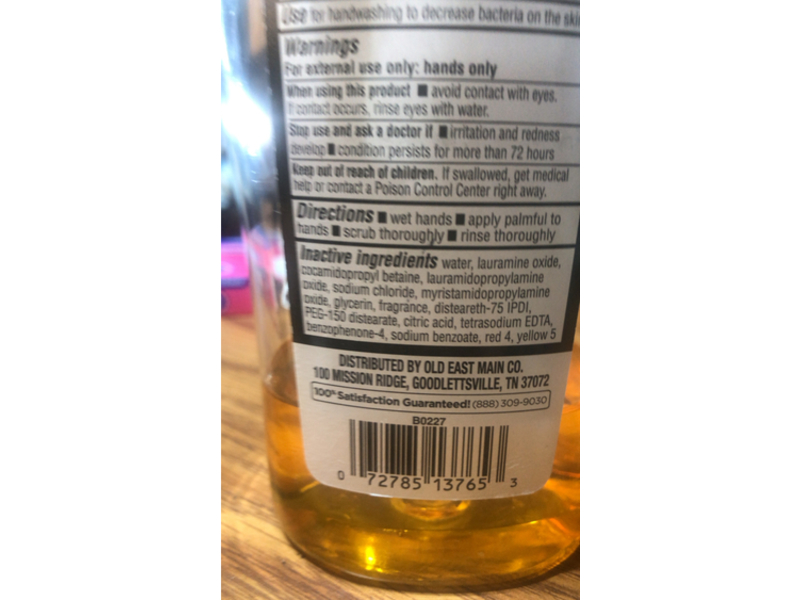 Use for handwashing to decrease bacteria on the
Warnings
For external use only: hands only
When using this product ■ avoid contact with eyes.
If contact occurs, rinse eyes with water.
Stop use and ask a doctor if ■ irritation and redness
develop ■ condition persists for more than 72 hours
Keep out of reach of children. If swallowed, get medical
help or contact a Poison Control Center right away.
Directions ■ wet hands ■ apply palmful to
hands ■ scrub thoroughly ■ rinse thoroughly
Inactive ingredients water, lauramine oxide,
cocamidopropyl betaine, lauramidopropylamine
oxide, sodium chloride, myristamidopropylamine
oxide, glycerin, fragrance, disteareth-75 IPDI,
PEG-150 distearate, citric acid, tetrasodium EDTA,
benzophenone-4, sodium benzoate, red 4, yellow 5
DISTRIBUTED BY OLD EAST MAIN CO.
100 MISSION RIDGE, GOODLETTSVILLE, TN 37072
100% Satisfaction Guaranteed! (888) 309-9030
B0227
0 72785 13765 3